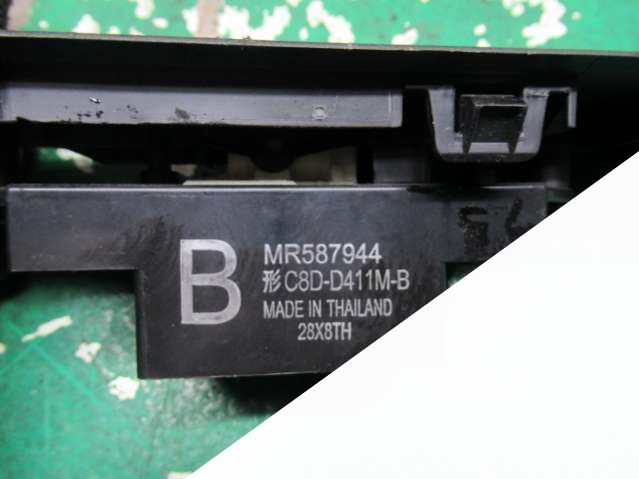 B
MR587944
形 C8D-D411M-B
MADE IN THAILAND
28X8TH